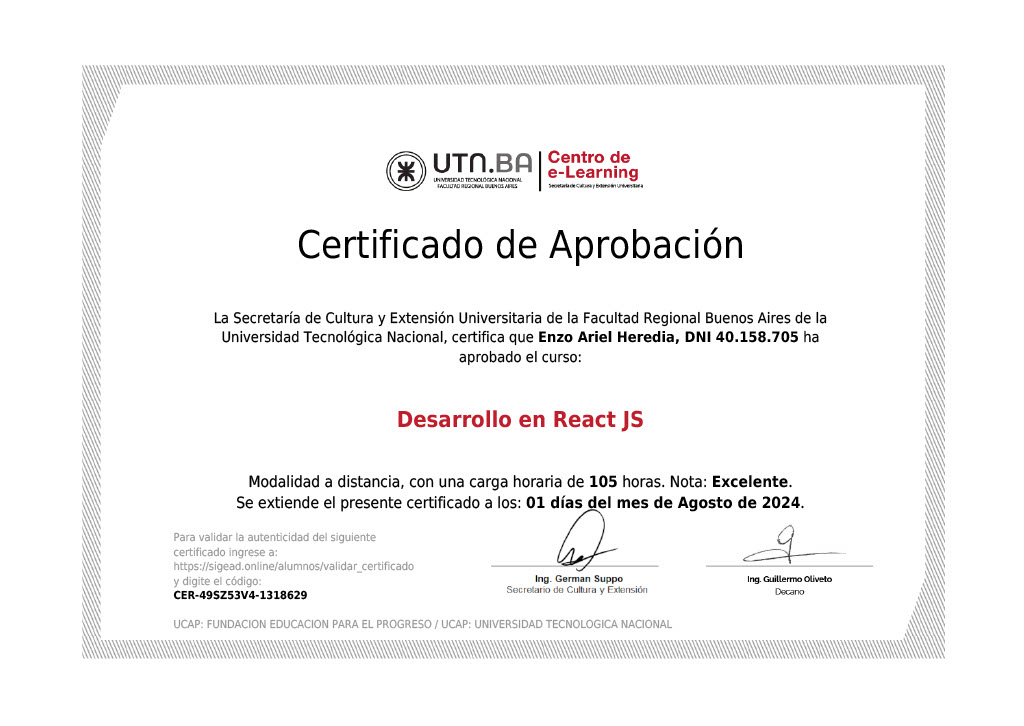 UTN.BA
UNIVERSIDAD TECNOLÓGICA NACIONAL
FACULTAD REGIONAL BUENOS AIRES
Centro de
e-Learning
Secretaría de Cultura y Extensión Universitaria
Certificado de Aprobación
La Secretaría de Cultura y Extensión Universitaria de la Facultad Regional Buenos Aires de la
Universidad Tecnológica Nacional, certifica que Enzo Ariel Heredia, DNI 40.158.705 ha
aprobado el curso:
Desarrollo en React JS
Modalidad a distancia, con una carga horaria de 105 horas. Nota: Excelente.
Se extiende el presente certificado a los: 01 días del mes de Agosto de 2024.
Para validar la autenticidad del siguiente
certificado ingrese a:
https://sigead.online/alumnos/validar_certificado
y digite el código:
CER-49SZ53V4-1318629
Ing. German Suppo
Secretario de Cultura y Extensión
Ing. Guillermo Oliveto
Decano
UCAP: FUNDACION EDUCACION PARA EL PROGRESO / UCAP: UNIVERSIDAD TECNOLOGICA NACIONAL